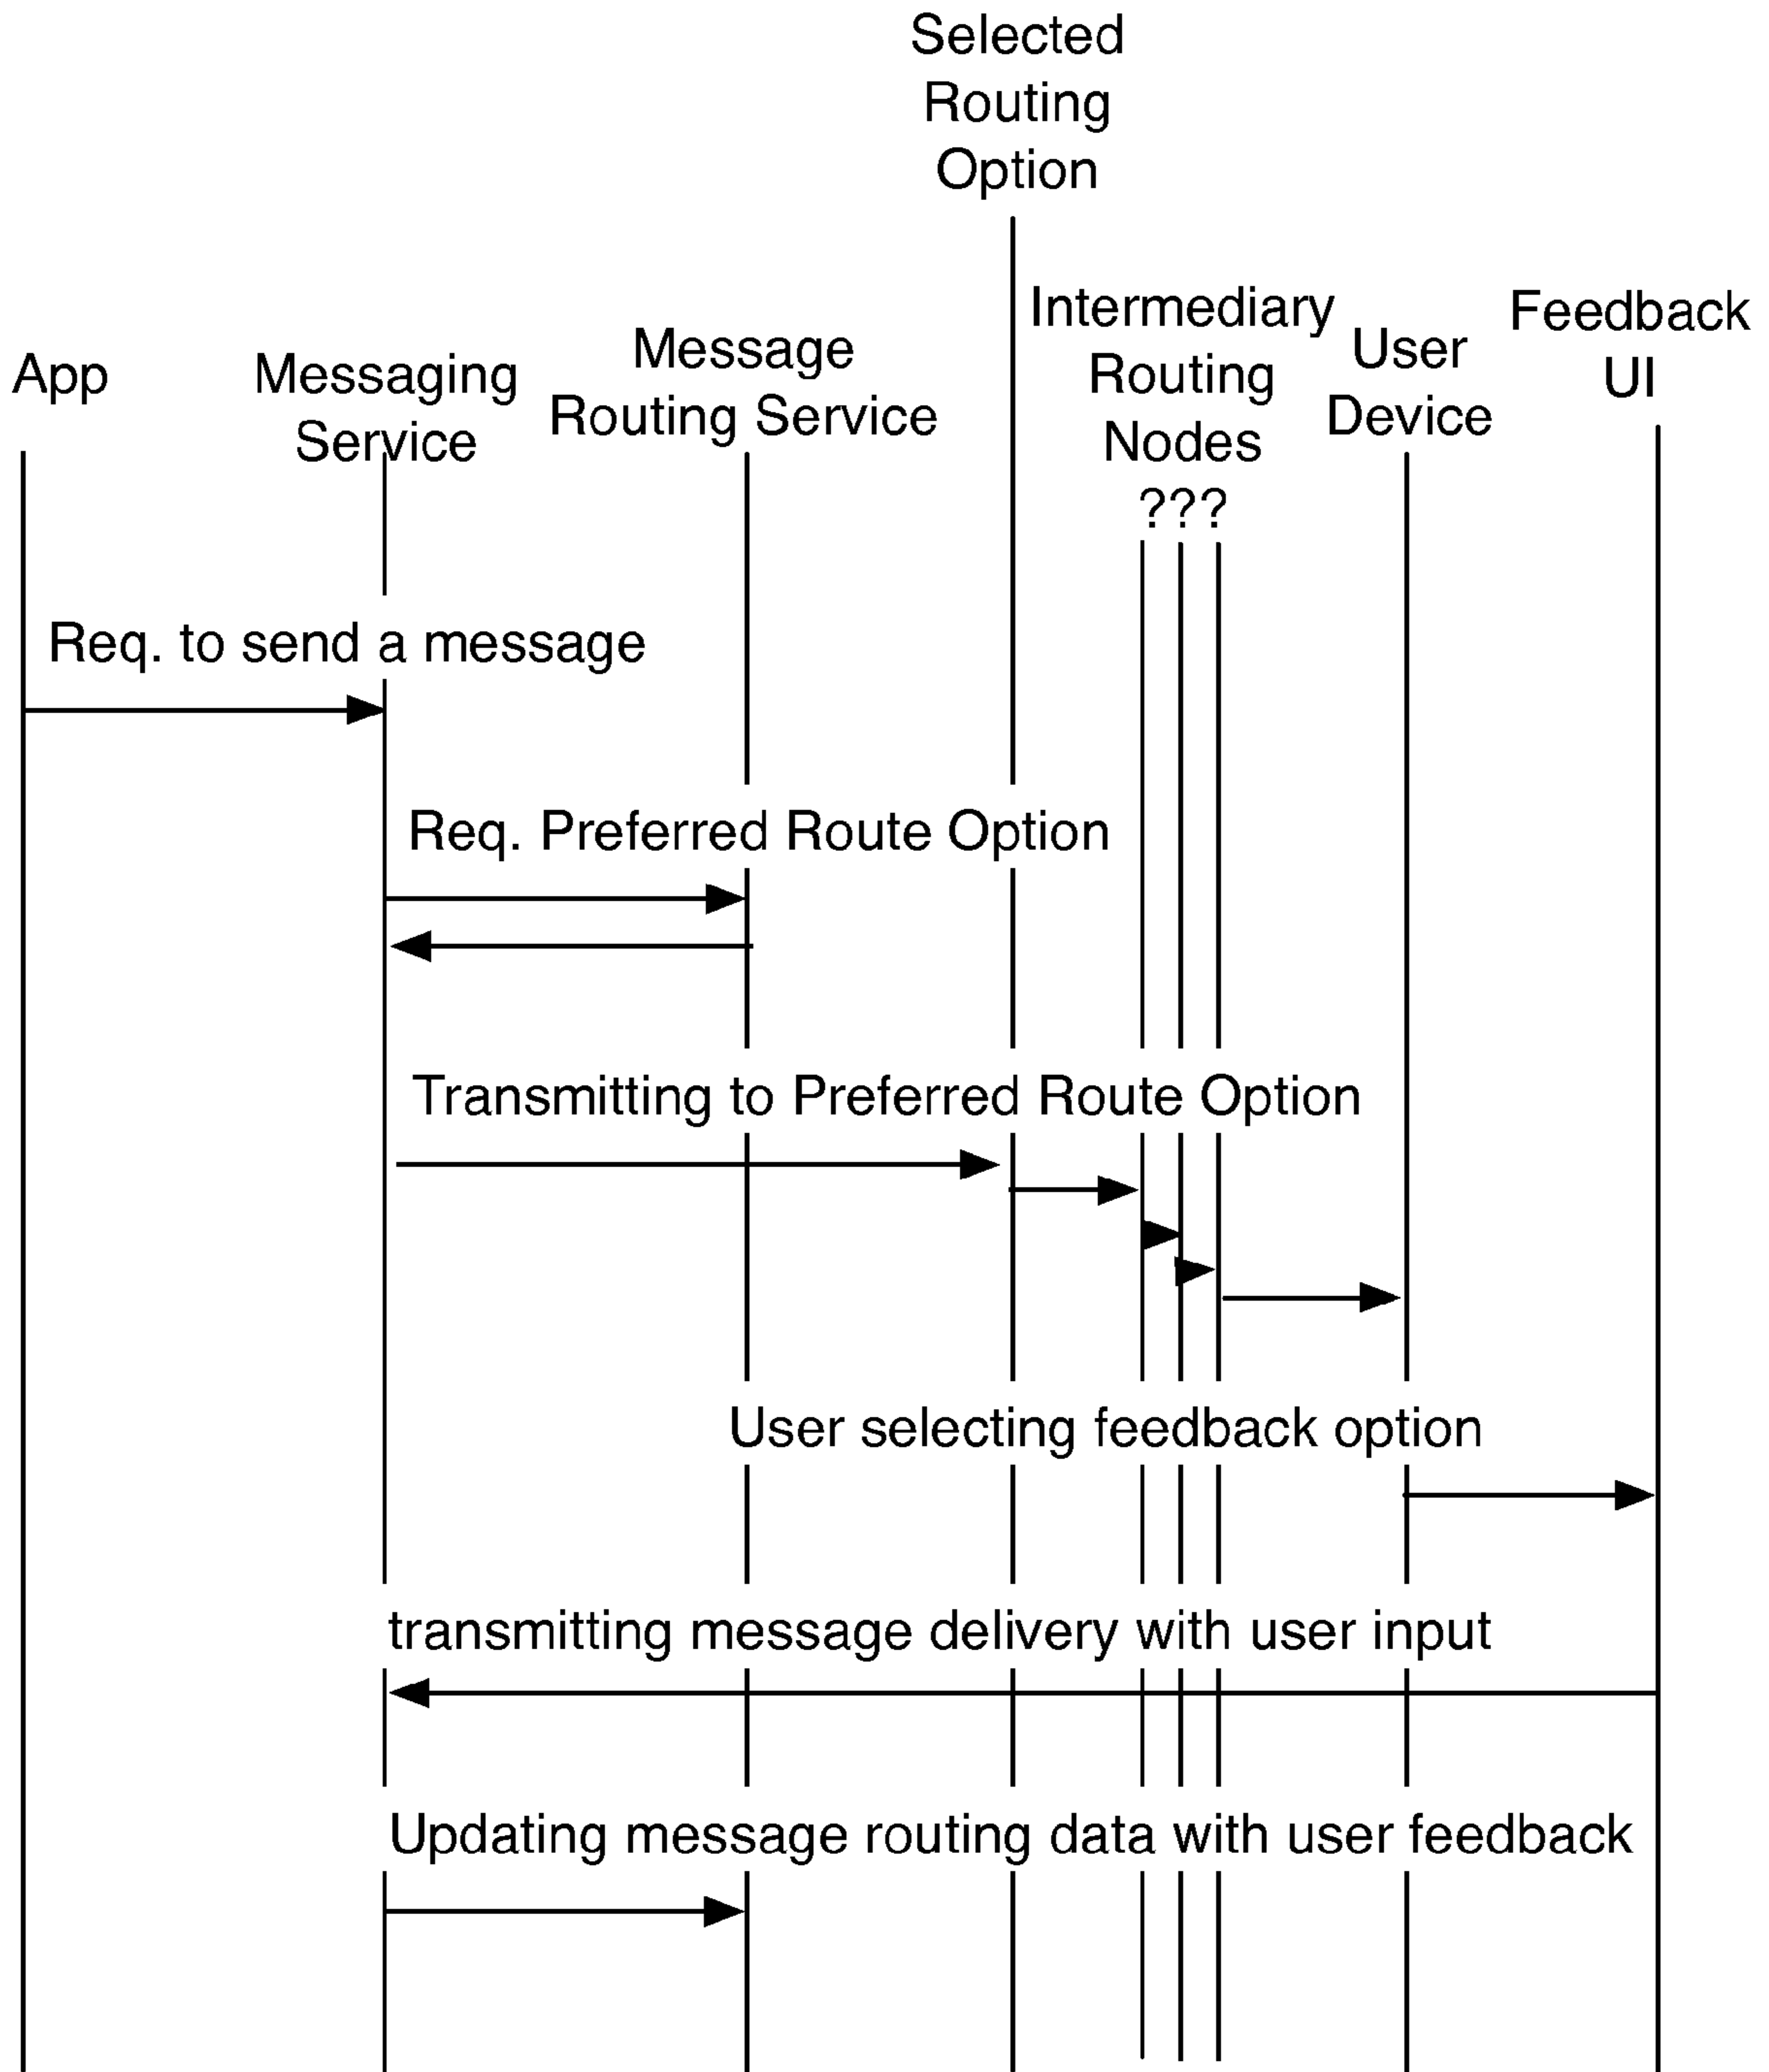 Selected
Routing
Option
Intermediary
Routing
Nodes
???
Feedback
UI
User
Device
Message
Routing Service
App
Messaging
Service
Req. to send a message
Req. Preferred Route Option
Transmitting to Preferred Route Option
User selecting feedback option
transmitting message delivery with user input
Updating message routing data with user feedback